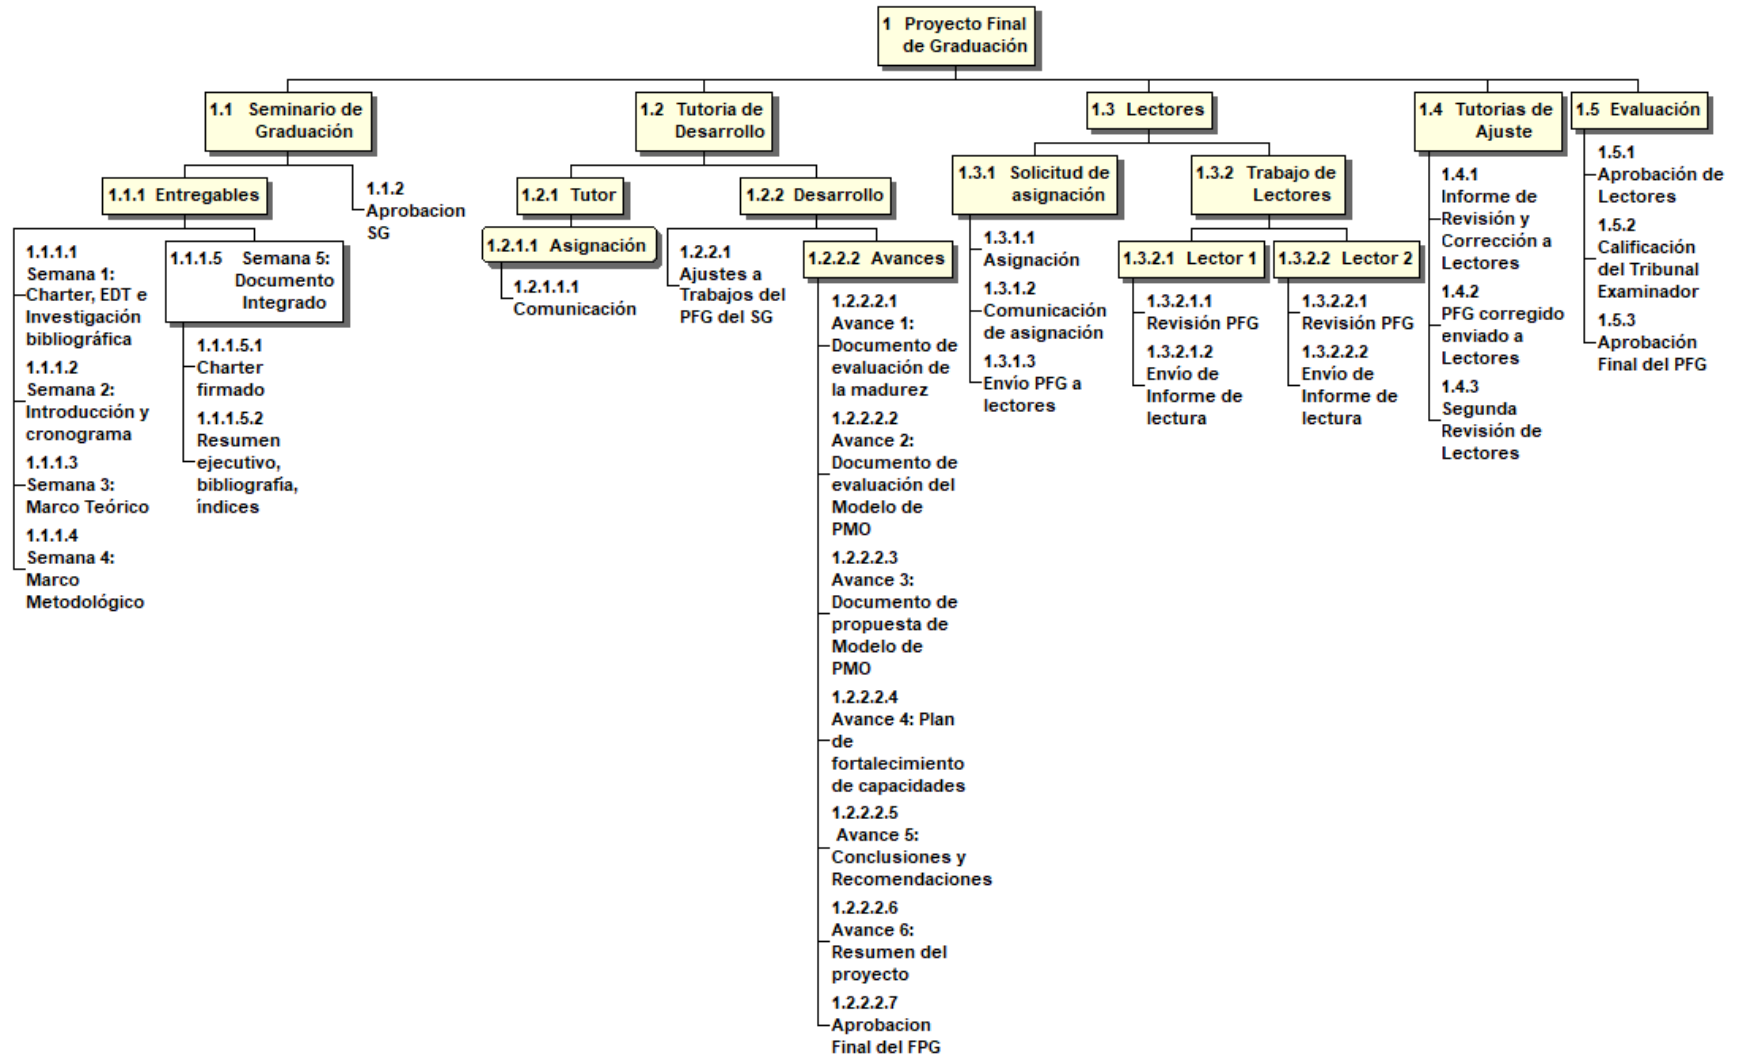 1 Proyecto Final
de Graduación
1.1 Seminario de
Graduación
1.1.1 Entregables
1.1.1.1
Semana 1:
Charter, EDT e
Investigación
bibliográfica
1.1.1.2
Semana 2:
Introducción y
cronograma
1.1.1.3
Semana 3:
Marco Teórico
1.1.1.4
Semana 4:
Marco
Metodológico
1.1.1.5 Semana 5:
Documento
Integrado
1.1.1.5.1
Charter
firmado
1.1.1.5.2
Resumen
ejecutivo,
bibliografía,
índices
1.1.2
Aprobacion
SG
1.2 Tutoria de
Desarrollo
1.2.1 Tutor
1.2.1.1 Asignación
1.2.1.1.1
Comunicación
1.2.2 Desarrollo
1.2.2.1
Ajustes a
Trabajos del
PFG del SG
1.2.2.2 Avances
1.2.2.2.1
Avance 1:
Documento de
evaluación de
la madurez
1.2.2.2.2
Avance 2:
Documento de
evaluación del
Modelo de
PMO
1.2.2.2.3
Avance 3:
Documento de
propuesta de
Modelo de
PMO
1.2.2.2.4
Avance 4: Plan
de
fortalecimiento
de capacidades
1.2.2.2.5
Avance 5:
Conclusiones y
Recomendaciones
1.2.2.2.6
Avance 6:
Resumen del
proyecto
1.2.2.2.7
Aprobacion
Final del FPG
1.3 Lectores
1.3.1 Solicitud de
asignación
1.3.1.1
Asignación
1.3.1.2
Comunicación
de asignación
1.3.1.3
Envío PFG a
lectores
1.3.2 Trabajo de
Lectores
1.3.2.1 Lector 1
1.3.2.1.1
Revisión PFG
1.3.2.1.2
Envío de
Informe de
lectura
1.3.2.2 Lector 2
1.3.2.2.1
Revisión PFG
1.3.2.2.2
Envío de
Informe de
lectura
1.4 Tutorias de
Ajuste
1.4.1
Informe de
Revisión y
Corrección a
Lectores
1.4.2
PFG corregido
enviado a
Lectores
1.4.3
Segunda
Revisión de
Lectores
1.5 Evaluación
1.5.1
Aprobación de
Lectores
1.5.2
Calificación
del Tribunal
Examinador
1.5.3
Aprobación
Final del PFG